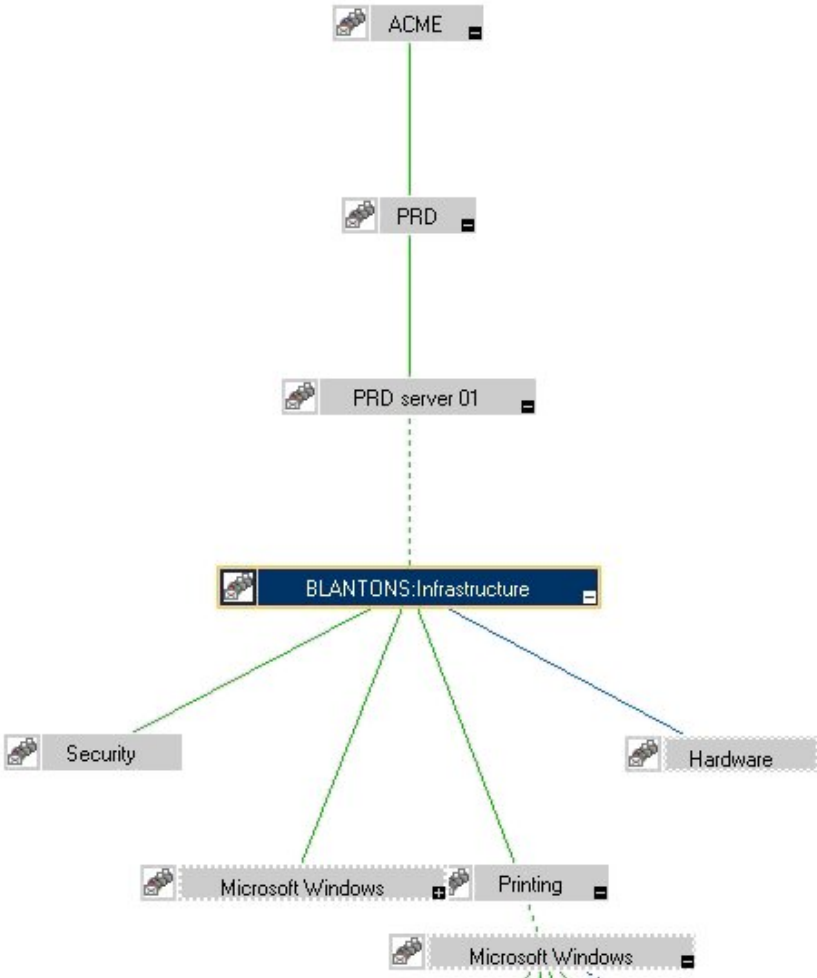 ACME
PRD
PRD server 01
BLANTONS:Infrastructure
Security
Hardware
Microsoft Windows
Printing
Microsoft Windows